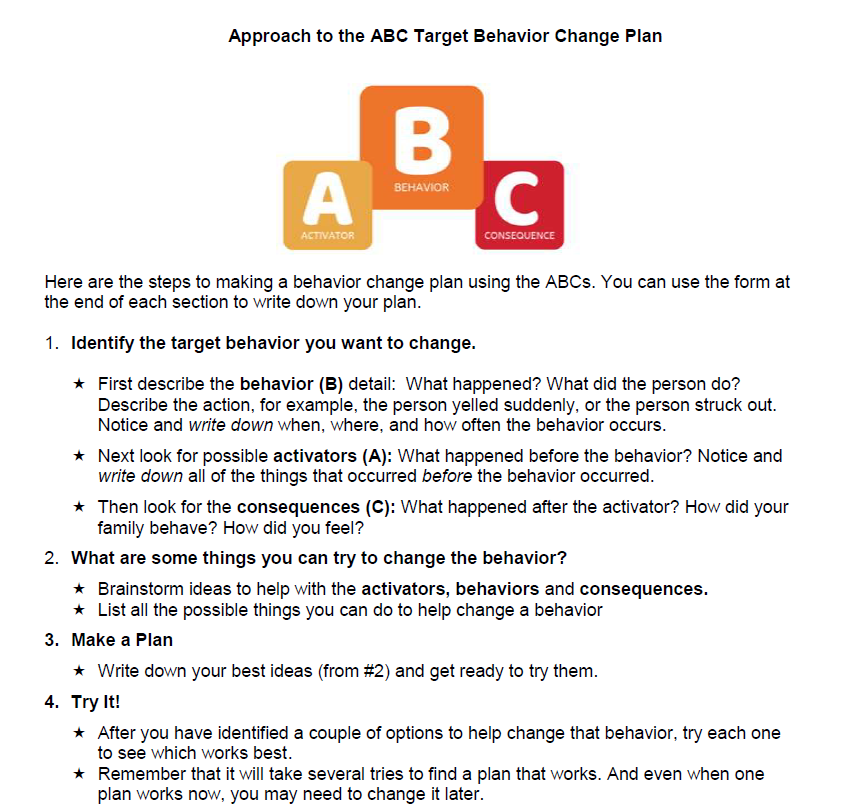 Approach to the ABC Target Behavior Change Plan
B
BEHAVIOR
A
ACTIVATOR
C
CONSEQUENCE
Here are the steps to making a behavior change plan using the ABCs. You can use the form at
the end of each section to write down your plan.
1. Identify the target behavior you want to change.
★ First describe the behavior (B) detail: What happened? What did the person do?
Describe the action, for example, the person yelled suddenly, or the person struck out.
Notice and write down when, where, and how often the behavior occurs.
★ Next look for possible activators (A): What happened before the behavior? Notice and
write down all of the things that occurred before the behavior occurred.
★ Then look for the consequences (C): What happened after the activator? How did your
family behave? How did you feel?
2. What are some things you can try to change the behavior?
★ Brainstorm ideas to help with the activators, behaviors and consequences.
★ List all the possible things you can do to help change a behavior
3. Make a Plan
★ Write down your best ideas (from #2) and get ready to try them.
4. Try It!
★ After you have identified a couple of options to help change that behavior, try each one
to see which works best.
★ Remember that it will take several tries to find a plan that works. And even when one
plan works now, you may need to change it later.